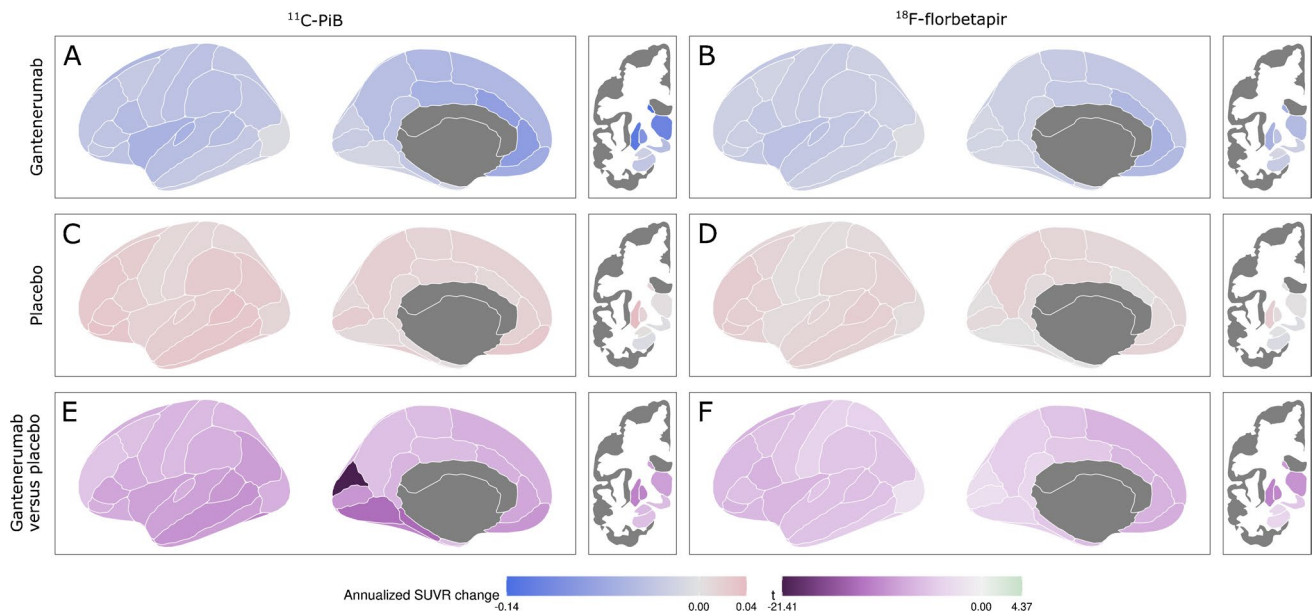 ¹¹C-PiB
¹⁸F-florbetapir
Gantenerumab
A
B
Placebo
C
D
Gantenerumab
versus placebo
E
F
Annualized SUVR change
-0.14
0.00
0.04
t
-21.41
0.00
4.37